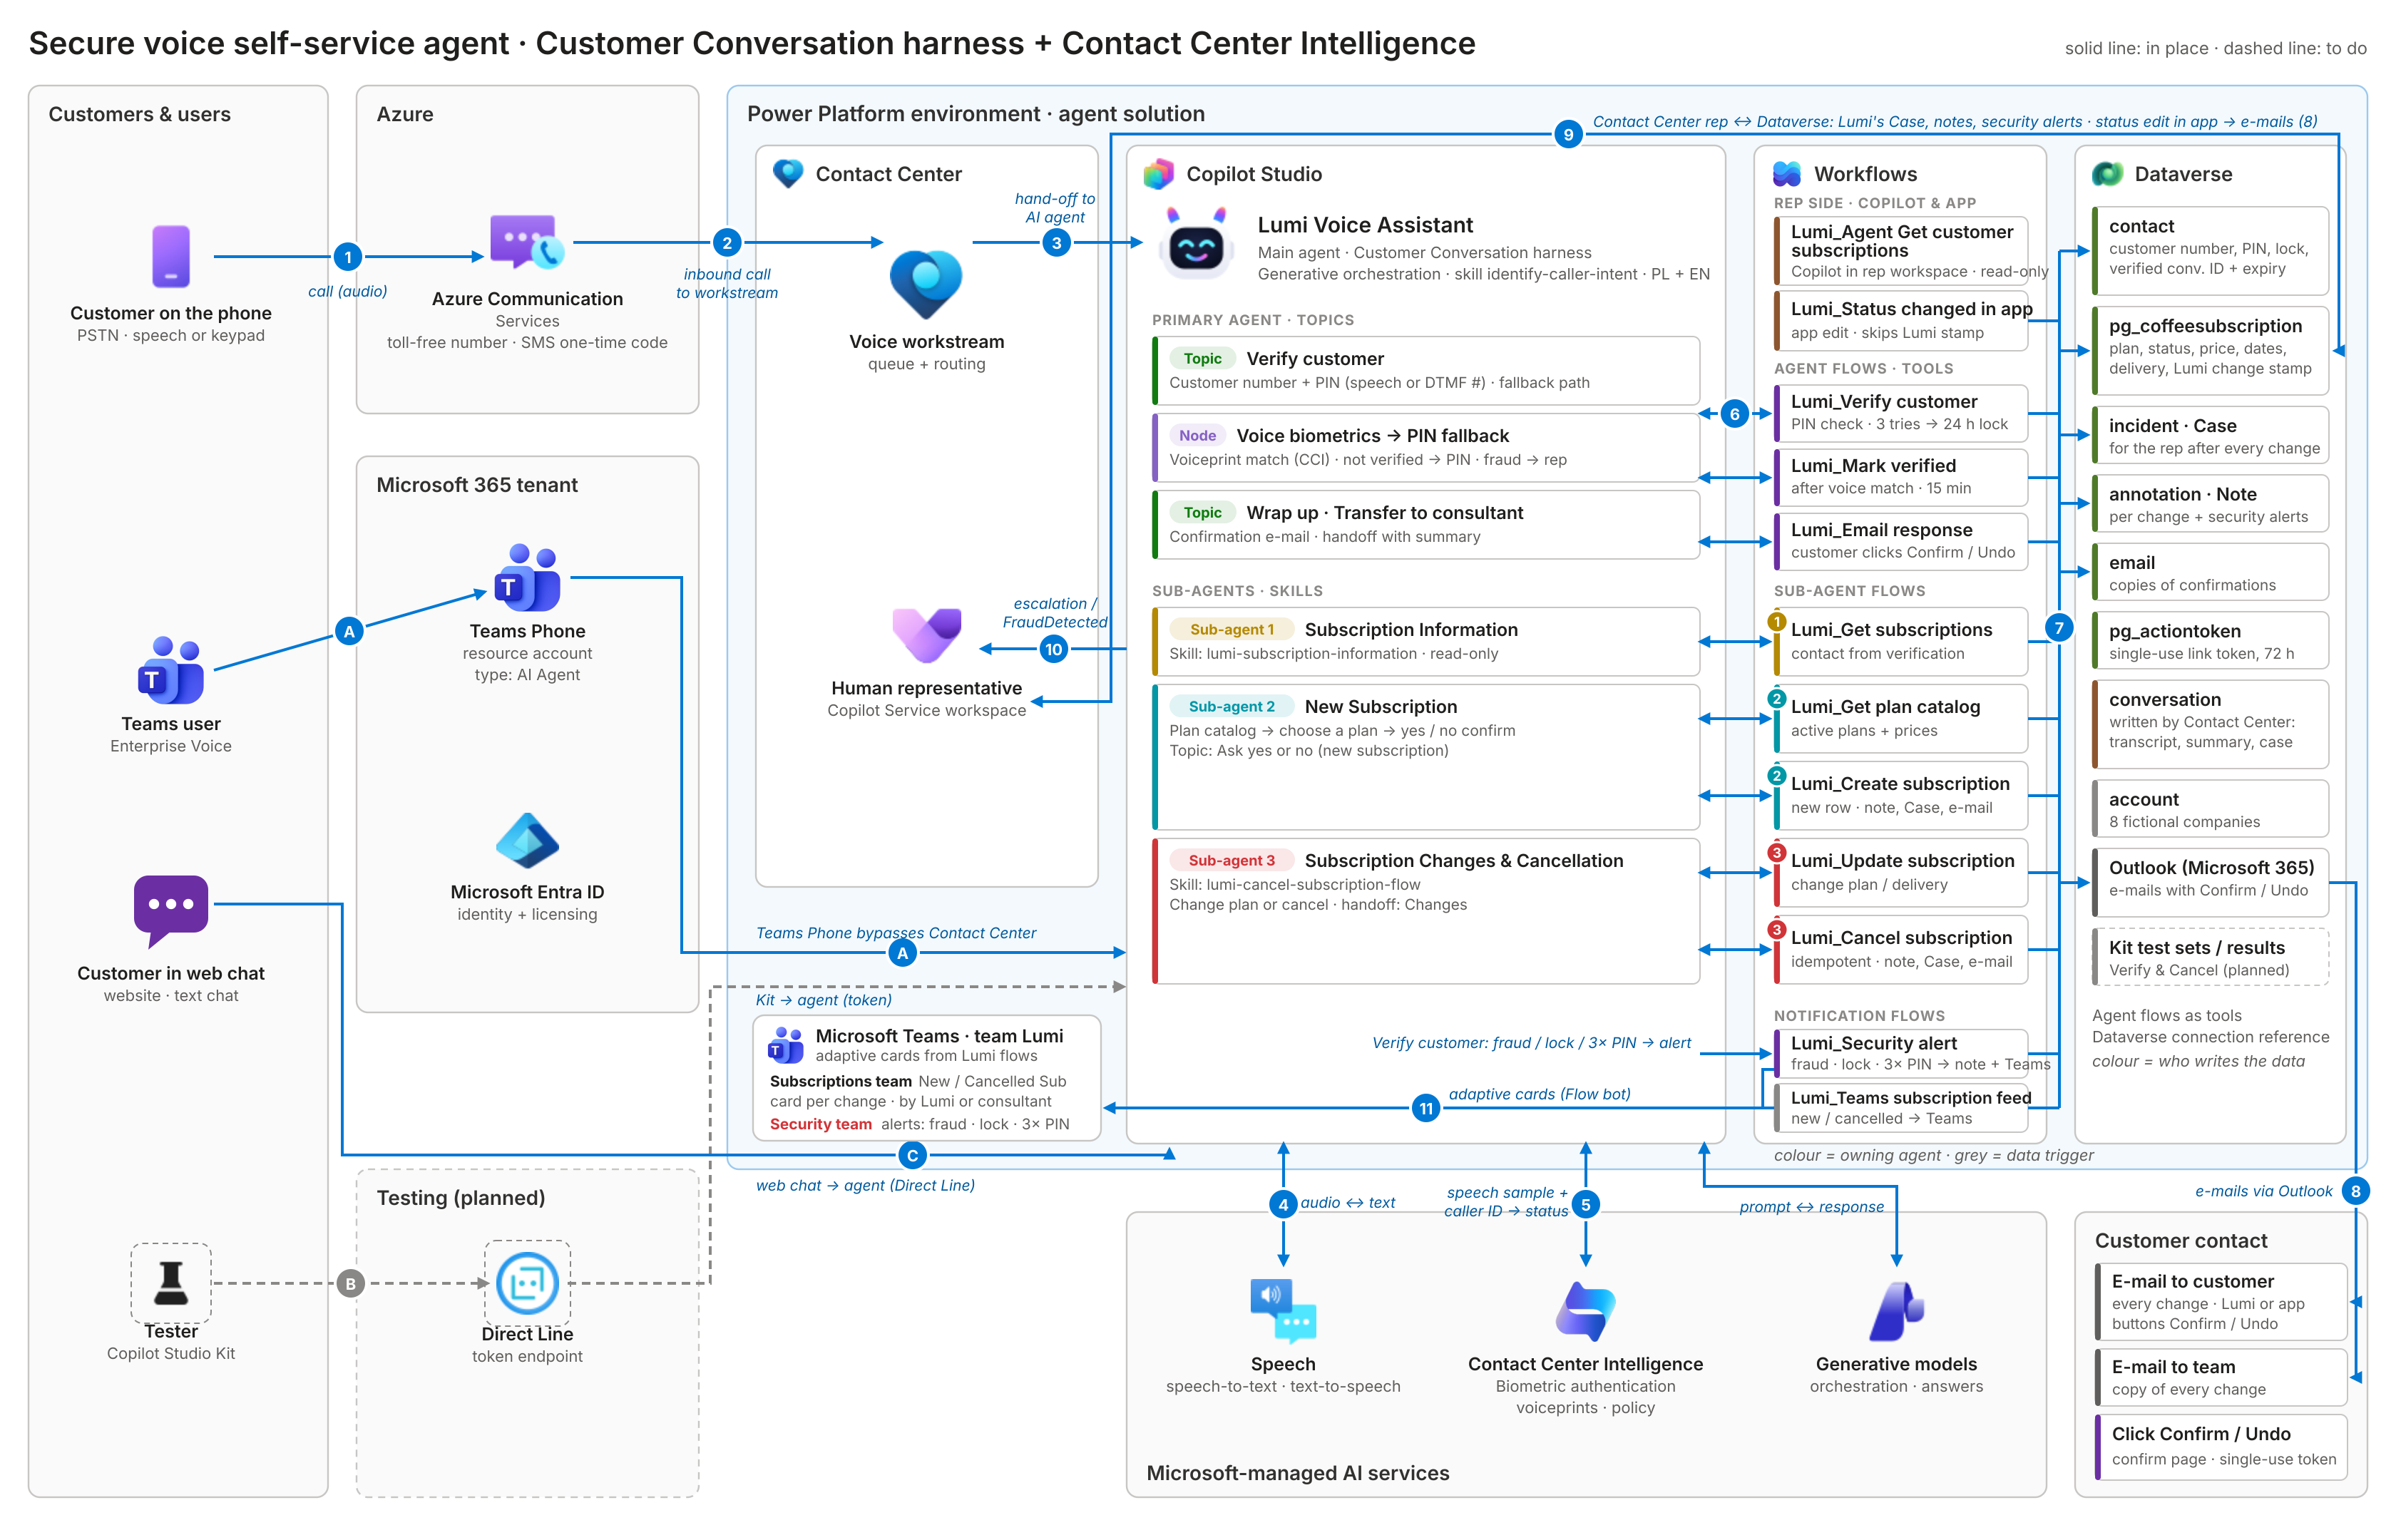 Secure voice self-service agent · Customer Conversation harness + Contact Center Intelligence
solid line: in place · dashed line: to do
Customers & users
Customer on the phone
PSTN · speech or keypad
Teams user
Enterprise Voice
Customer in web chat
website · text chat
Tester
Copilot Studio Kit
1
call (audio)
A
B
Azure
Azure Communication
Services
toll-free number · SMS one-time code
2
inbound call
to workstream
Microsoft 365 tenant
T
T
Teams Phone
resource account
type: AI Agent
Microsoft Entra ID
identity + licensing
Testing (planned)
Direct Line
token endpoint
Power Platform environment · agent solution
9
Contact Center rep ↔ Dataverse: Lumi's Case, notes, security alerts · status edit in app → e-mails (8)
Contact Center
hand-off to
AI agent
3
Voice workstream
queue + routing
escalation /
FraudDetected
10
Human representative
Copilot Service workspace
Teams Phone bypasses Contact Center
A
Kit → agent (token)
T
Microsoft Teams · team Lumi
adaptive cards from Lumi flows
Subscriptions team New / Cancelled Sub
card per change · by Lumi or consultant
Security team alerts: fraud · lock · 3× PIN
C
web chat → agent (Direct Line)
Copilot Studio
Lumi Voice Assistant
Main agent · Customer Conversation harness
Generative orchestration · skill identify-caller-intent · PL + EN
PRIMARY AGENT · TOPICS
Topic Verify customer
Customer number + PIN (speech or DTMF #) · fallback path
Node Voice biometrics → PIN fallback
Voiceprint match (CCI) · not verified → PIN · fraud → rep
Topic Wrap up · Transfer to consultant
Confirmation e-mail · handoff with summary
SUB-AGENTS · SKILLS
Sub-agent 1 Subscription Information
Skill: lumi-subscription-information · read-only
Sub-agent 2 New Subscription
Plan catalog → choose a plan → yes / no confirm
Topic: Ask yes or no (new subscription)
Sub-agent 3 Subscription Changes & Cancellation
Skill: lumi-cancel-subscription-flow
Change plan or cancel · handoff: Changes
Verify customer: fraud / lock / 3× PIN → alert
11
adaptive cards (Flow bot)
6
Workflows
REP SIDE · COPILOT & APP
Lumi_Agent Get customer
subscriptions
Copilot in rep workspace · read-only
Lumi_Status changed in app
app edit · skips Lumi stamp
AGENT FLOWS · TOOLS
Lumi_Verify customer
PIN check · 3 tries → 24 h lock
Lumi_Mark verified
after voice match · 15 min
Lumi_Email response
customer clicks Confirm / Undo
SUB-AGENT FLOWS
1
Lumi_Get subscriptions
contact from verification
2
Lumi_Get plan catalog
active plans + prices
2
Lumi_Create subscription
new row · note, Case, e-mail
3
Lumi_Update subscription
change plan / delivery
3
Lumi_Cancel subscription
idempotent · note, Case, e-mail
NOTIFICATION FLOWS
Lumi_Security alert
fraud · lock · 3× PIN → note + Teams
Lumi_Teams subscription feed
new / cancelled → Teams
colour = owning agent · grey = data trigger
7
Dataverse
contact
customer number, PIN, lock,
verified conv. ID + expiry
pg_coffeesubscription
plan, status, price, dates,
delivery, Lumi change stamp
incident · Case
for the rep after every change
annotation · Note
per change + security alerts
email
copies of confirmations
pg_actiontoken
single-use link token, 72 h
conversation
written by Contact Center:
transcript, summary, case
account
8 fictional companies
Outlook (Microsoft 365)
e-mails with Confirm / Undo
Kit test sets / results
Verify & Cancel (planned)
Agent flows as tools
Dataverse connection reference
colour = who writes the data
4
audio ↔ text
speech sample +
caller ID → status
5
prompt ↔ response
e-mails via Outlook
8
Speech
speech-to-text · text-to-speech
Contact Center Intelligence
Biometric authentication
voiceprints · policy
Generative models
orchestration · answers
Microsoft-managed AI services
Customer contact
E-mail to customer
every change · Lumi or app
buttons Confirm / Undo
E-mail to team
copy of every change
Click Confirm / Undo
confirm page · single-use token